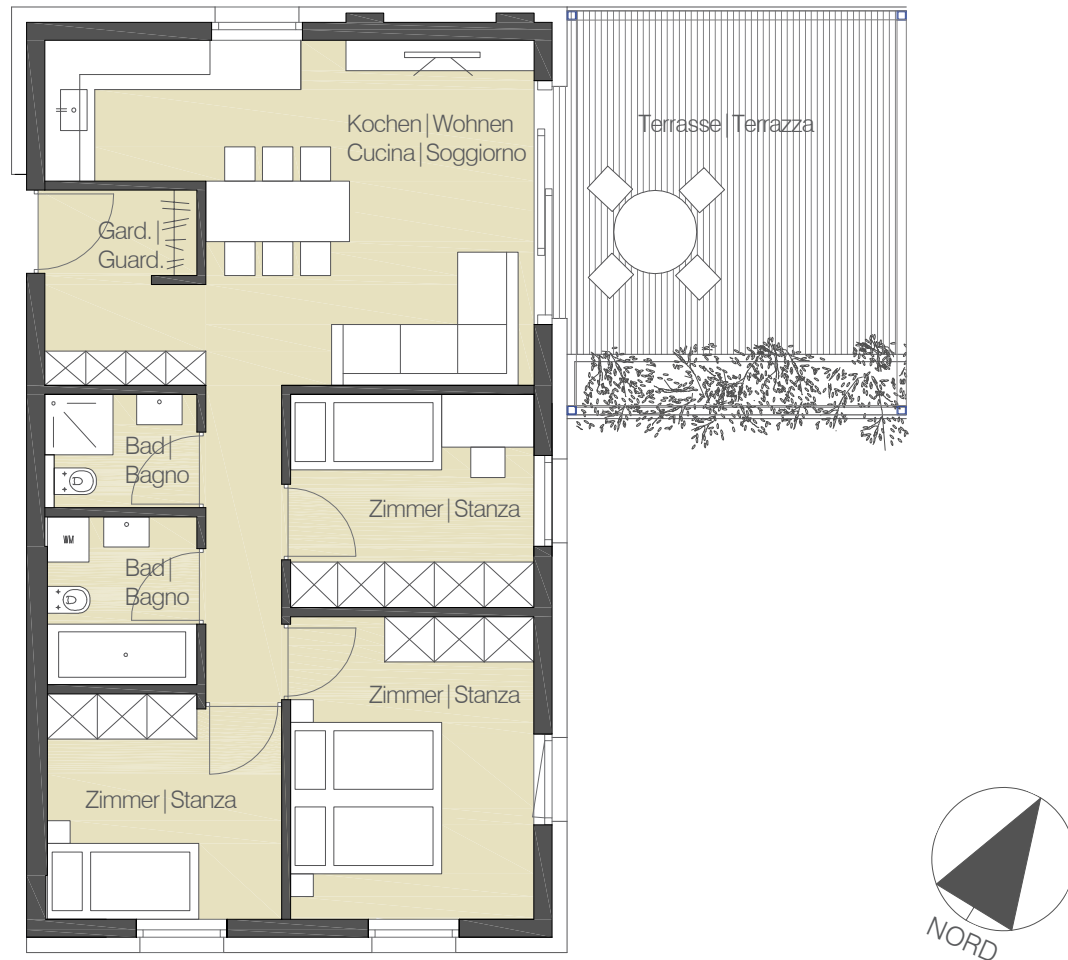 Kochen|Wohnen
Cucina|Soggiorno
Terrasse|Terrazza
Gard.|
Guard.
Bad|
Bagno
Zimmer|Stanza
WM
Bad|
Bagno
Zimmer|Stanza
Zimmer|Stanza
NORD